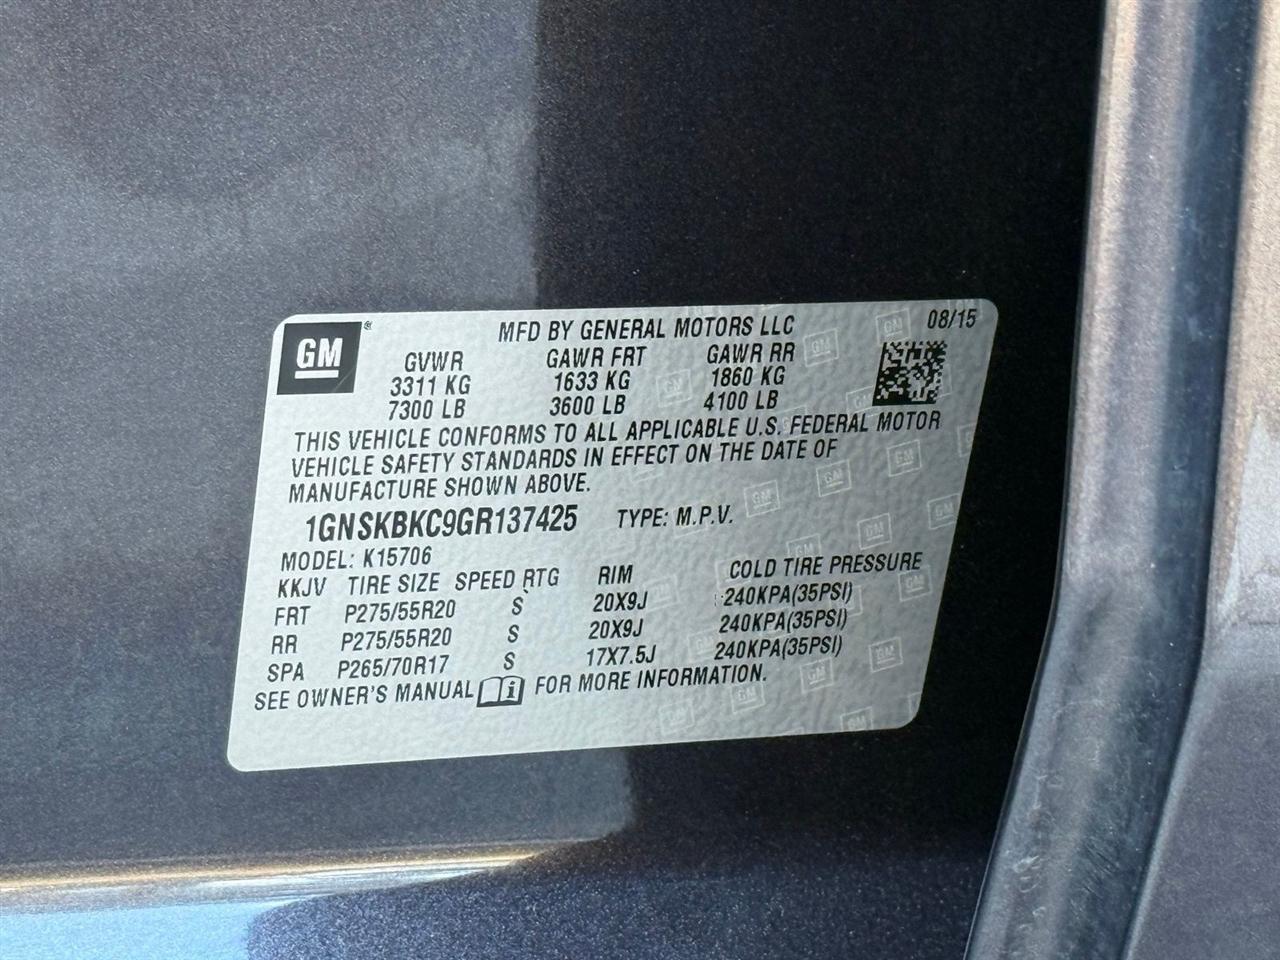 GM
MFD BY GENERAL MOTORS LLC 08/15
GVWR GAWR FRT GAWR RR
3311 KG 1633 KG 1860 KG
7300 LB 3600 LB 4100 LB
THIS VEHICLE CONFORMS TO ALL APPLICABLE U.S. FEDERAL MOTOR
VEHICLE SAFETY STANDARDS IN EFFECT ON THE DATE OF
MANUFACTURE SHOWN ABOVE.
1GNSKBKC9GR137425 TYPE: M.P.V.
MODEL: K15706
KKJV TIRE SIZE SPEED RTG RIM COLD TIRE PRESSURE
FRT P275/55R20 S 20X9J 240KPA(35PSI)
RR P275/55R20 S 20X9J 240KPA(35PSI)
SPA P265/70R17 S 17X7.5J 240KPA(35PSI)
SEE OWNER'S MANUAL i FOR MORE INFORMATION.